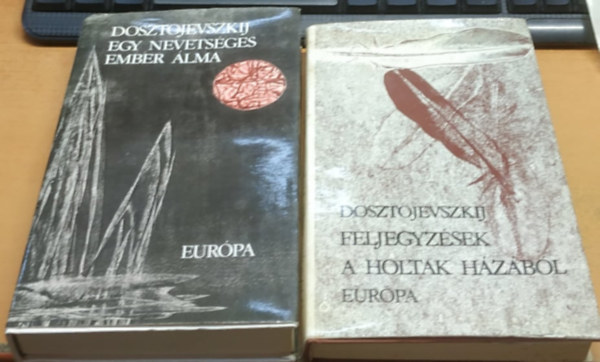 DOSZTOJEVSZKIJ
EGY NEVETSÉGES
EMBER ÁLMA
EURÓPA
DOSZTOJEVSZKIJ
FELJEGYZÉSEK
A HOLTAK HÁZÁBÓL
EURÓPA